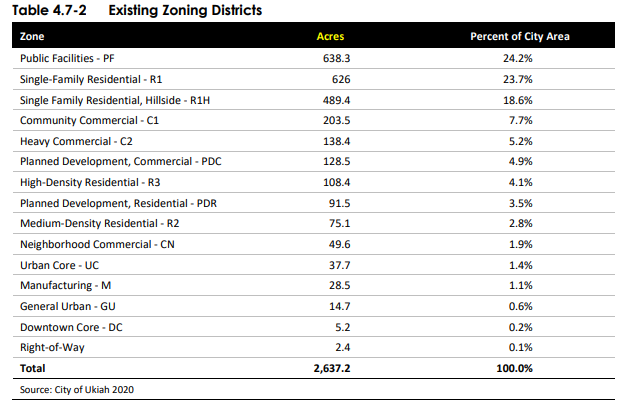 Table 4.7-2 Existing Zoning Districts
Zone Acres Percent of City Area
Public Facilities - PF 638.3 24.2%
Single-Family Residential - R1 626 23.7%
Single Family Residential, Hillside - R1H 489.4 18.6%
Community Commercial - C1 203.5 7.7%
Heavy Commercial - C2 138.4 5.2%
Planned Development, Commercial - PDC 128.5 4.9%
High-Density Residential - R3 108.4 4.1%
Planned Development, Residential - PDR 91.5 3.5%
Medium-Density Residential - R2 75.1 2.8%
Neighborhood Commercial - CN 49.6 1.9%
Urban Core - UC 37.7 1.4%
Manufacturing - M 28.5 1.1%
General Urban - GU 14.7 0.6%
Downtown Core - DC 5.2 0.2%
Right-of-Way 2.4 0.1%
Total 2,637.2 100.0%
Source: City of Ukiah 2020